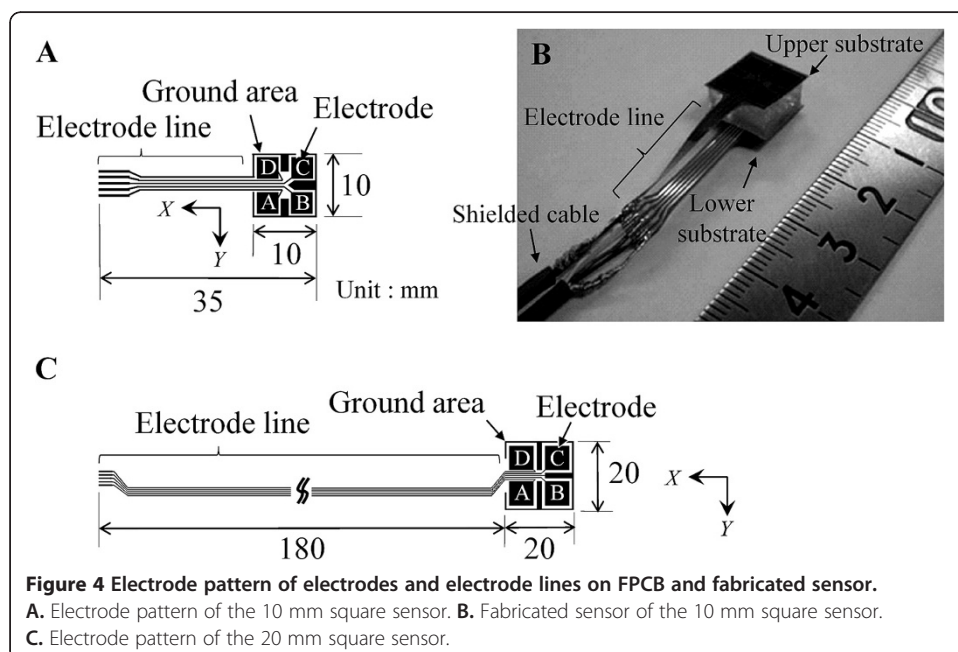 A
Ground area
Electrode
Electrode line
D C
A B
X
Y
10
10
35
Unit : mm
B
Upper substrate
Electrode line
Shielded cable
Lower
substrate
1
2
3
4
C
Ground area
Electrode
Electrode line
D C
A B
X
Y
20
180
20
Figure 4 Electrode pattern of electrodes and electrode lines on FPCB and fabricated sensor.
A. Electrode pattern of the 10 mm square sensor. B. Fabricated sensor of the 10 mm square sensor.
C. Electrode pattern of the 20 mm square sensor.